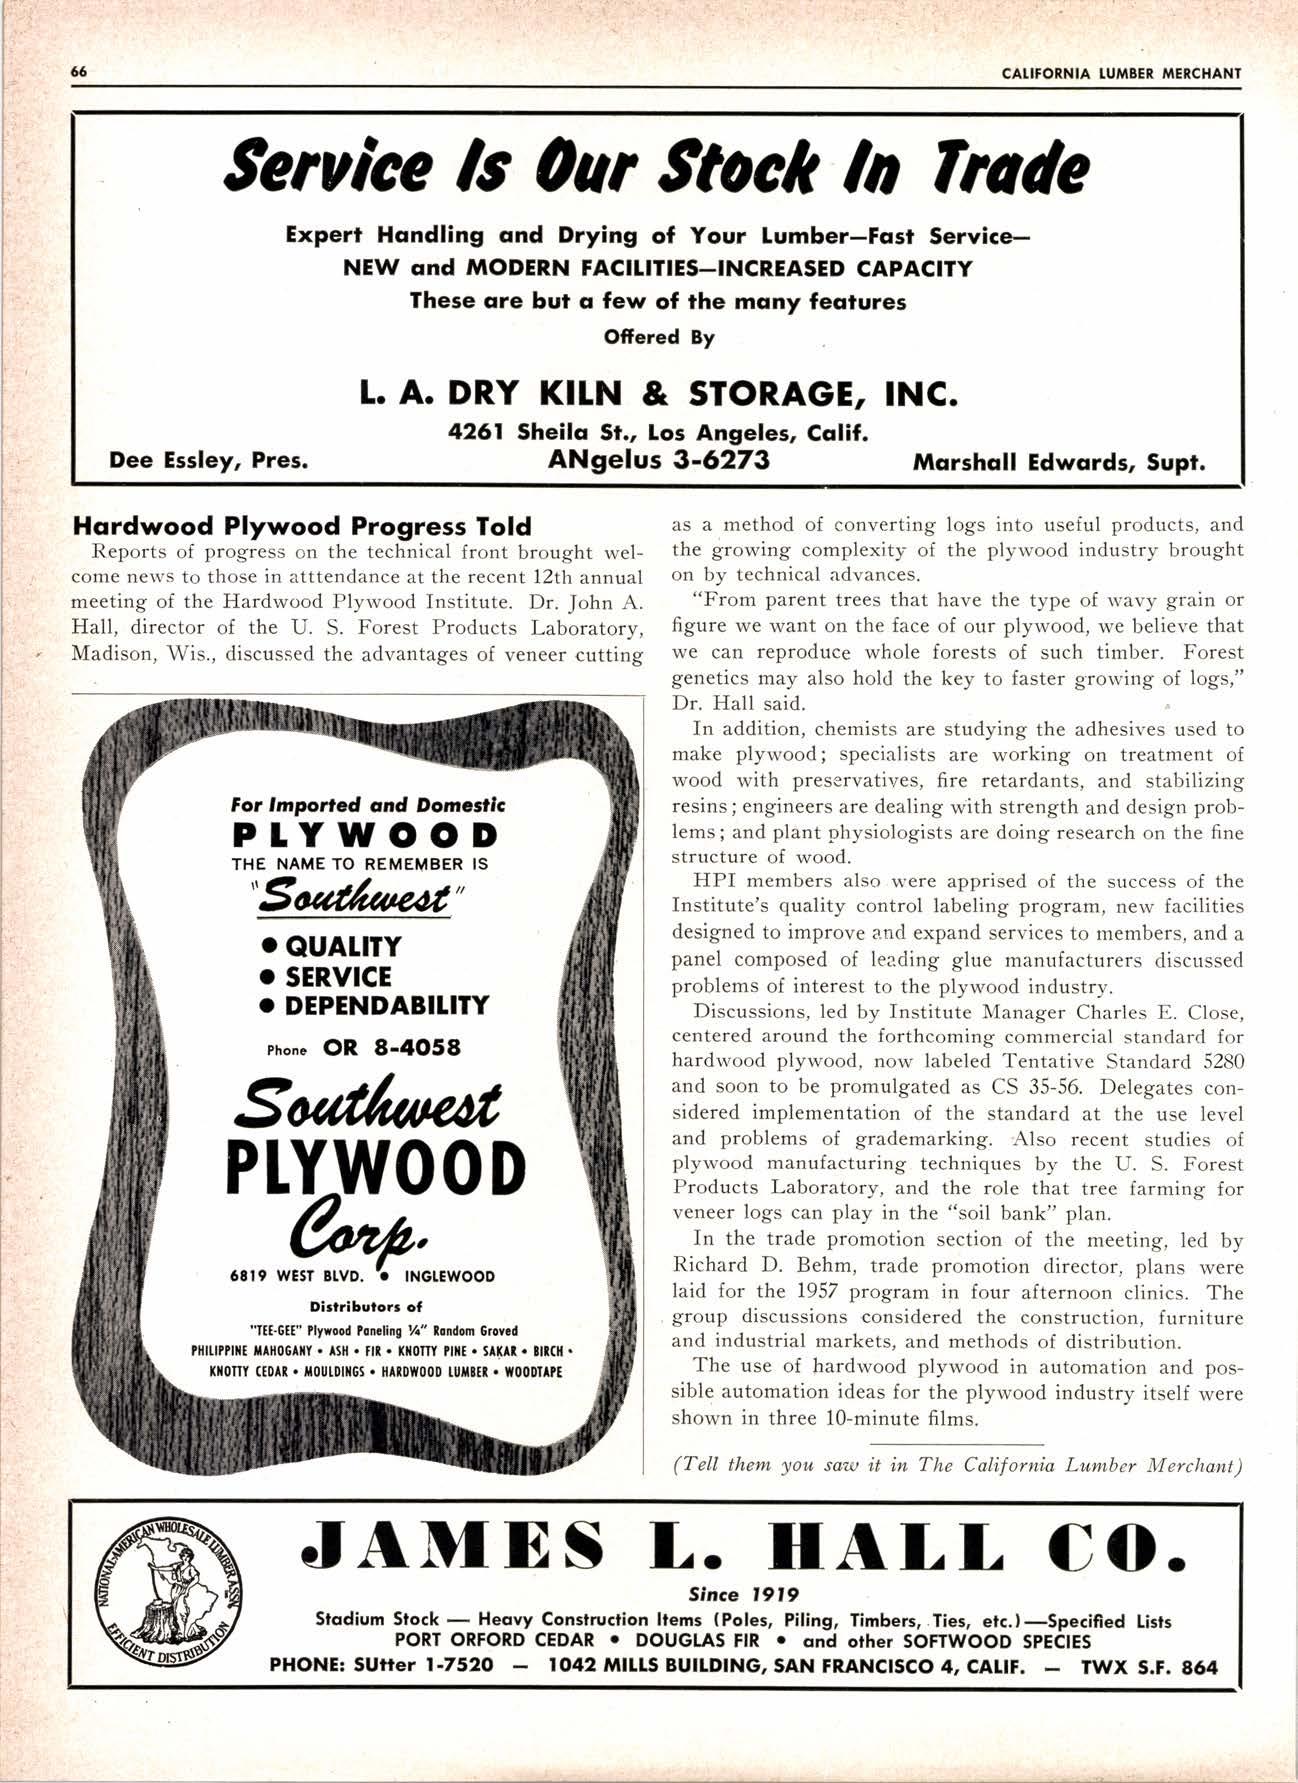 66
CALIFORNIA LUMBER MERCHANT
Service Is Our Stock In Trade
Expert Handling and Drying of Your Lumber—Fast Service—
NEW and MODERN FACILITIES—INCREASED CAPACITY
These are but a few of the many features
Offered By
L. A. DRY KILN & STORAGE, INC.
4261 Sheila St., Los Angeles, Calif.
Dee Essley, Pres.
ANgelus 3-6273
Marshall Edwards, Supt.
Hardwood Plywood Progress Told
Reports of progress on the technical front brought wel-
come news to those in atttendance at the recent 12th annual
meeting of the Hardwood Plywood Institute. Dr. John A.
Hall, director of the U. S. Forest Products Laboratory,
Madison, Wis., discussed the advantages of veneer cutting
as a method of converting logs into useful products, and
the growing complexity of the plywood industry brought
on by technical advances.
"From parent trees that have the type of wavy grain or
figure we want on the face of our plywood, we believe that
we can reproduce whole forests of such timber. Forest
genetics may also hold the key to faster growing of logs,"
Dr. Hall said.
In addition, chemists are studying the adhesives used to
make plywood; specialists are working on treatment of
wood with preservatives, fire retardants, and stabilizing
resins; engineers are dealing with strength and design prob-
lems; and plant physiologists are doing research on the fine
structure of wood.
HPI members also were apprised of the success of the
Institute's quality control labeling program, new facilities
designed to improve and expand services to members, and a
panel composed of leading glue manufacturers discussed
problems of interest to the plywood industry.
Discussions, led by Institute Manager Charles E. Close,
centered around the forthcoming commercial standard for
hardwood plywood, now labeled Tentative Standard 5280
and soon to be promulgated as CS 35-56. Delegates con-
sidered implementation of the standard at the use level
and problems of grademarking. Also recent studies of
plywood manufacturing techniques by the U. S. Forest
Products Laboratory, and the role that tree farming for
veneer logs can play in the "soil bank" plan.
In the trade promotion section of the meeting, led by
Richard D. Behm, trade promotion director, plans were
laid for the 1957 program in four afternoon clinics. The
group discussions considered the construction, furniture
and industrial markets, and methods of distribution.
The use of hardwood plywood in automation and pos-
sible automation ideas for the plywood industry itself were
shown in three 10-minute films.
(Tell them you saw it in The California Lumber Merchant)
For Imported and Domestic
PLYWOOD
THE NAME TO REMEMBER IS
"Southwest"
• QUALITY
• SERVICE
• DEPENDABILITY
Phone OR 8-4058
Southwest
PLYWOOD
Corp.
6819 WEST BLVD. • INGLEWOOD
Distributors of
"TEE-GEE" Plywood Paneling ¼" Random Groved
PHILIPPINE MAHOGANY • ASH • FIR • KNOTTY PINE • SAKAR • BIRCH •
KNOTTY CEDAR • MOULDINGS • HARDWOOD LUMBER • WOODTAPE
NATIONAL-AMERICAN WHOLESALE LUMBER ASS'N
EFFICIENT DISTRIBUTION
JAMES L. HALL CO.
Since 1919
Stadium Stock — Heavy Construction Items (Poles, Piling, Timbers, Ties, etc.)—Specified Lists
PORT ORFORD CEDAR • DOUGLAS FIR • and other SOFTWOOD SPECIES
PHONE: SUtter 1-7520 — 1042 MILLS BUILDING, SAN FRANCISCO 4, CALIF. — TWX S.F. 864